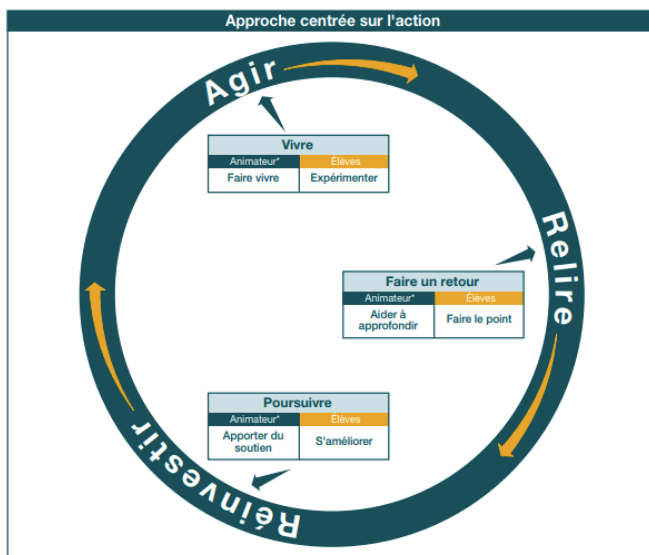 Approche centrée sur l'action
Agir
Vivre
Animateur* Élèves
Faire vivre Expérimenter
Relire
Faire un retour
Animateur* Élèves
Aider à Faire le point
approfondir
Poursuivre
Animateur* Élèves
Apporter du S'améliorer
soutien
Réinvestir